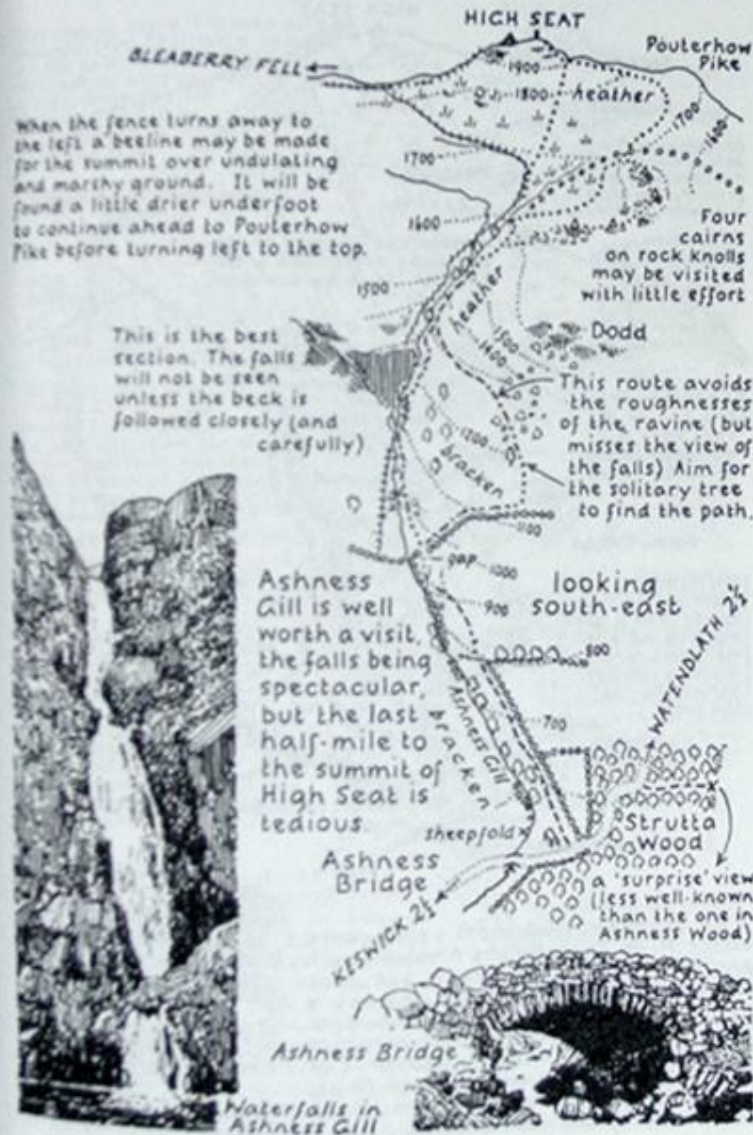 HIGH SEAT
Pouterhow
Pike
BLEABERRY FELL
1900
1800
heather
1700
1600
When the fence turns away to
the left a beeline may be made
for the summit over undulating
and marshy ground. It will be
found a little drier underfoot
to continue ahead to Pouterhow
Pike before turning left to the top.
1700
1600
1500
Four
cairns
on rock knolls
may be visited
with little effort
heather
1500
1400
Dodd
This is the best
section. The falls
will not be seen
unless the beck is
followed closely (and
carefully)
This route avoids
the roughnesses
of the ravine (but
misses the view of
the falls) Aim for
the solitary tree
to find the path.
1200
bracken
1100
gap
1000
900
looking
south-east
800
700
WATENDLATH 2½
Ashness
Gill is well
worth a visit,
the falls being
spectacular,
but the last
half-mile to
the summit of
High Seat is
tedious
Ashness Gill
bracken
sheepfold
Strutta
Wood
Ashness
Bridge
a 'surprise' view
(less well-known
than the one in
Ashness Wood)
KESWICK 2½
Ashness Bridge
Waterfalls in
Ashness Gill